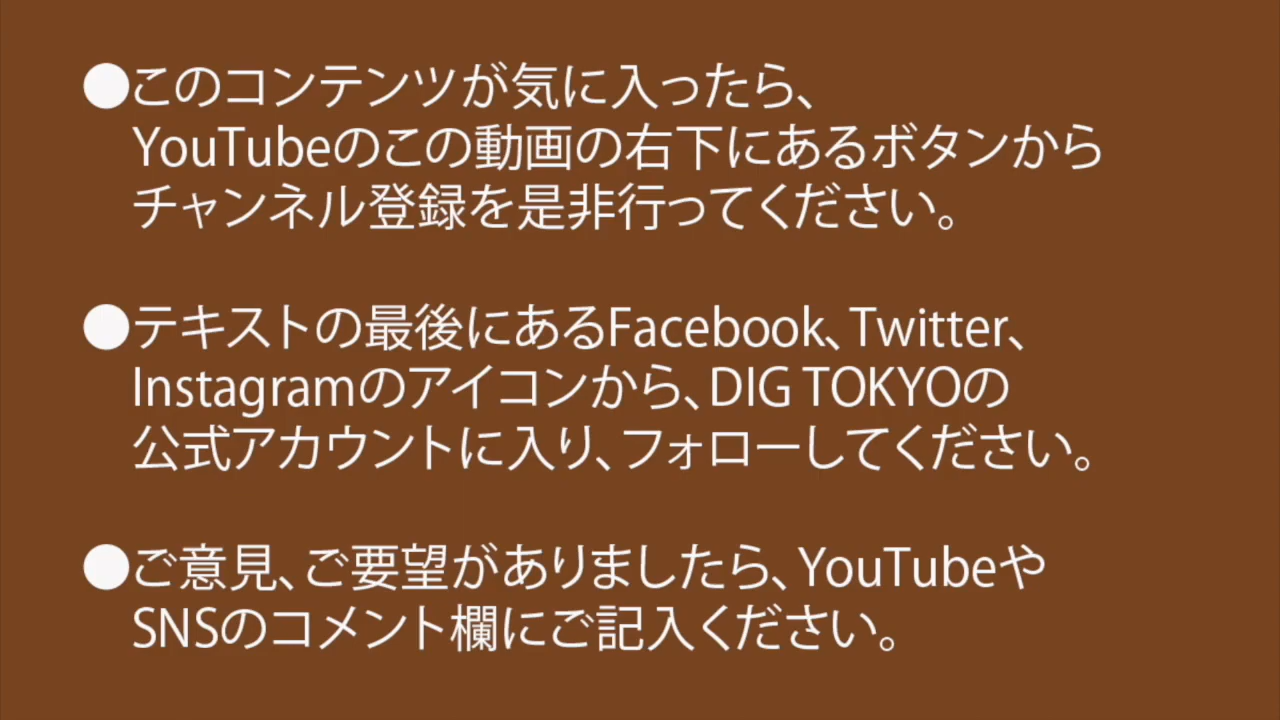 ●このコンテンツが気に入ったら、
YouTubeのこの動画の右下にあるボタンから
チャンネル登録を是非行ってください。
●テキストの最後にあるFacebook、Twitter、
Instagramのアイコンから、DIG TOKYOの
公式アカウントに入り、フォローしてください。
●ご意見、ご要望がありましたら、YouTubeや
SNSのコメント欄にご記入ください。